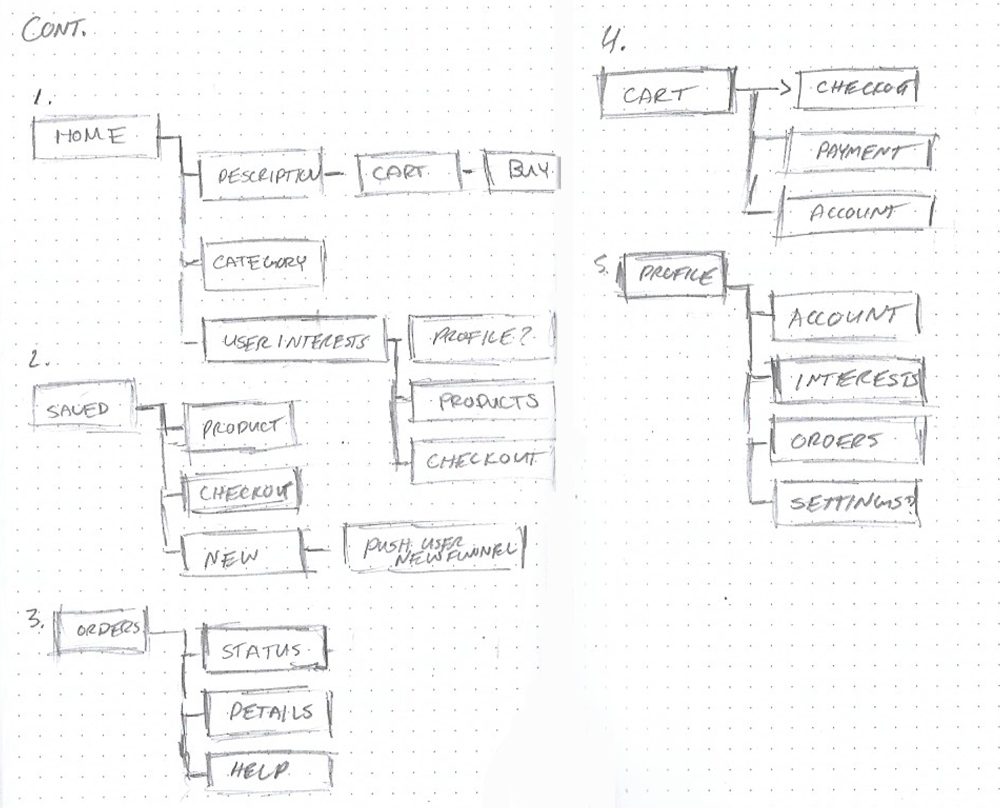 CONT.
1.
HOME
DESCRIPTION
CART
BUY
CATEGORY
USER INTERESTS
PROFILE?
PRODUCTS
CHECKOUT
2.
SAVED
PRODUCT
CHECKOUT
NEW
PUSH USER
NEW FUNNEL
3.
ORDERS
STATUS
DETAILS
HELP
4.
CART
CHECKOUT
PAYMENT
ACCOUNT
5.
PROFILE
ACCOUNT
INTERESTS
ORDERS
SETTINGS?